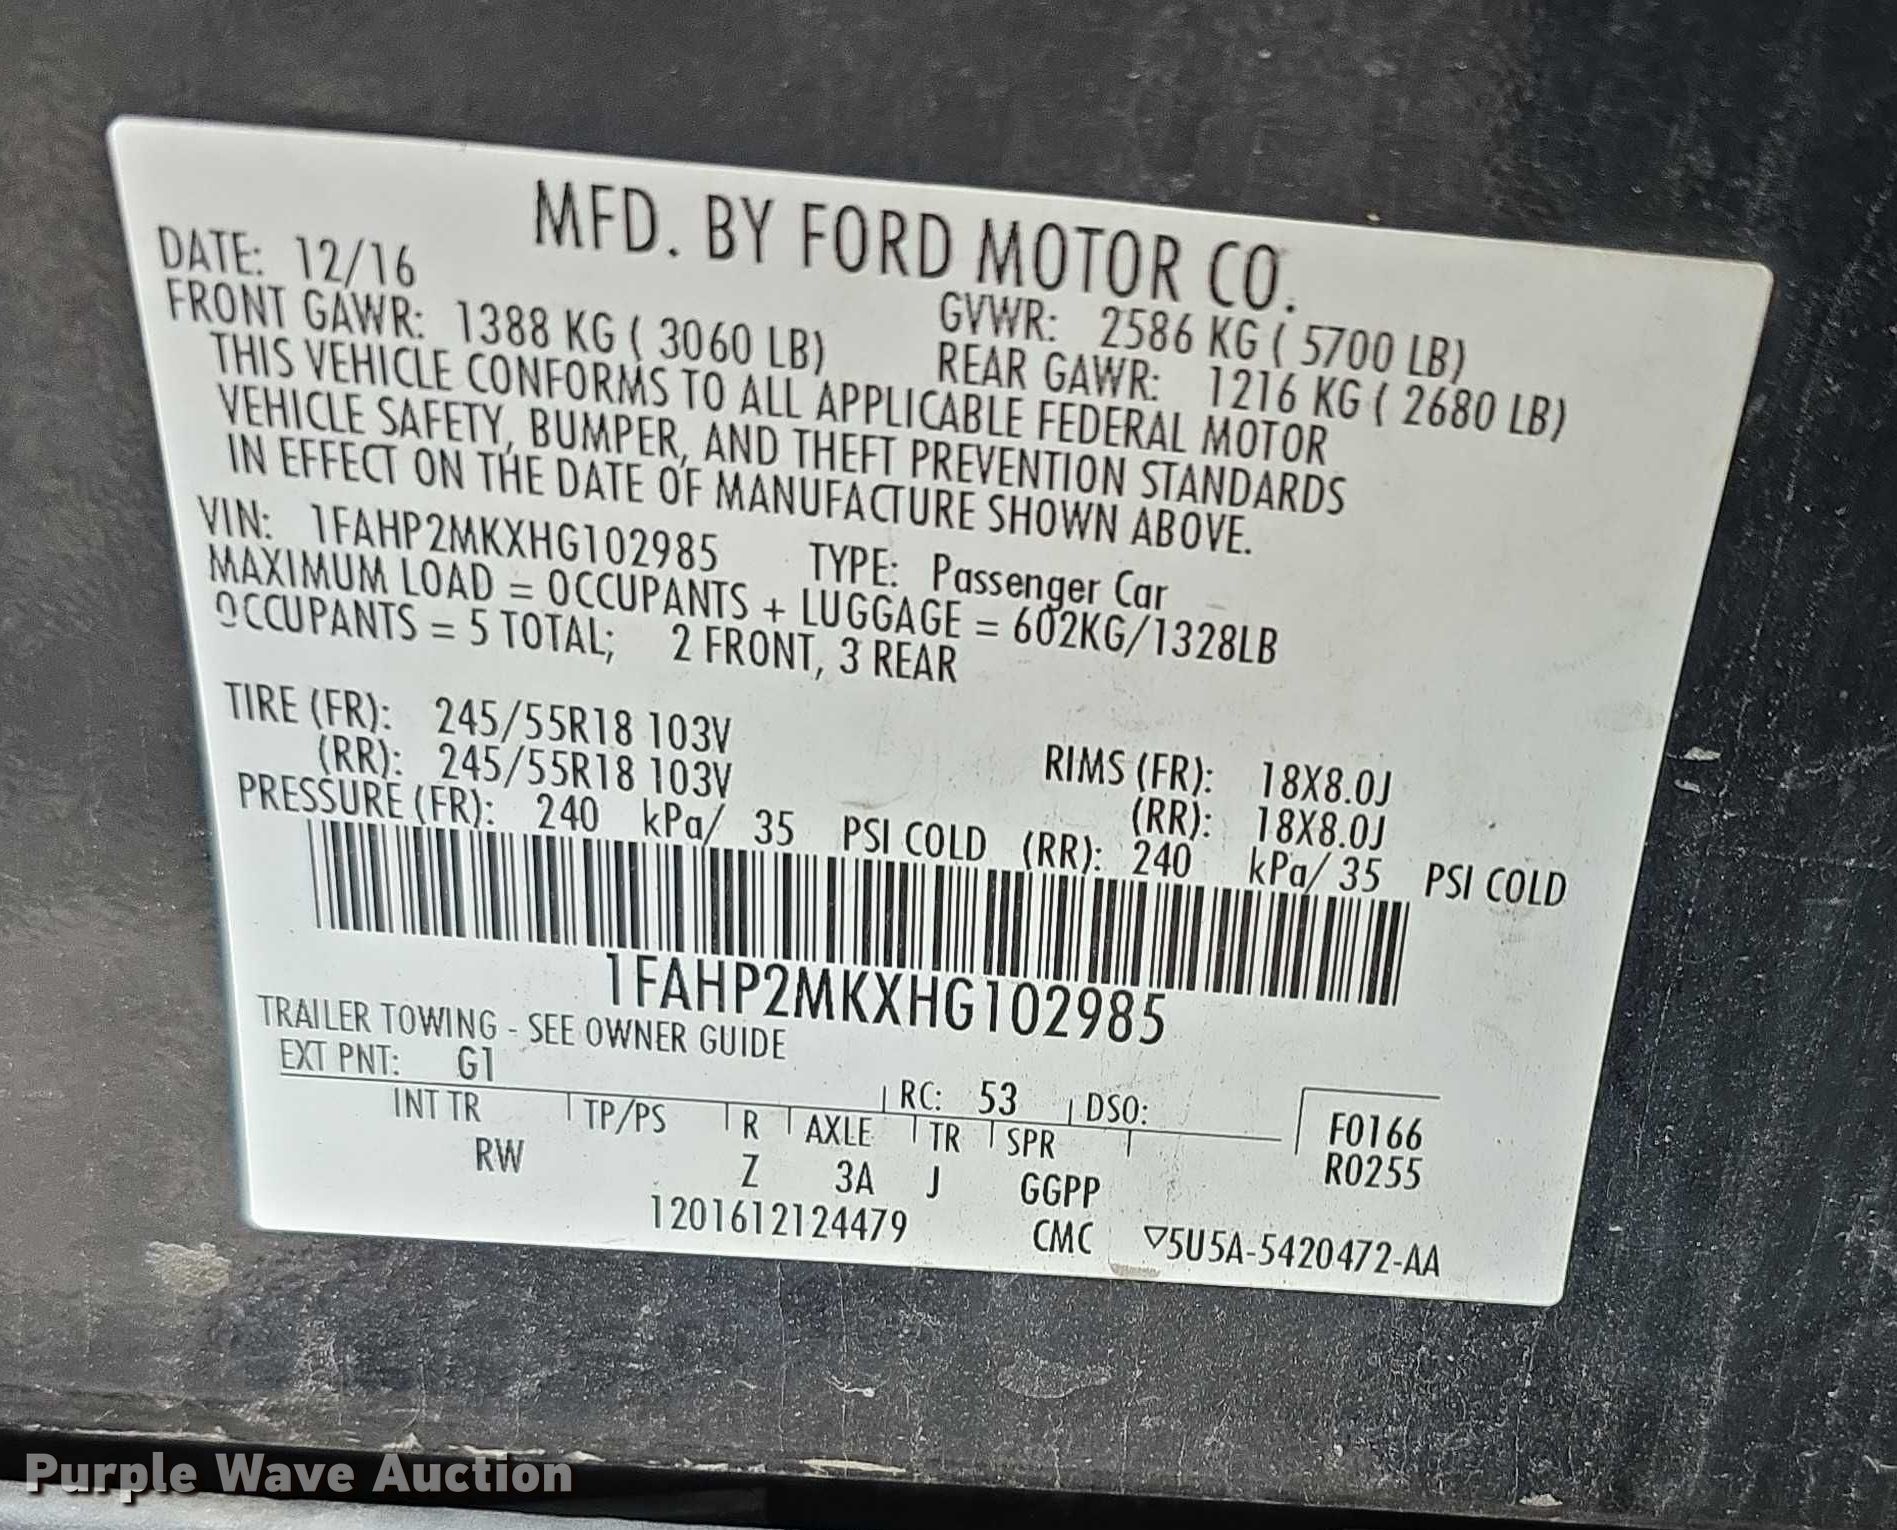 MFD. BY FORD MOTOR CO.
DATE: 12/16 GVWR: 2586 KG ( 5700 LB)
FRONT GAWR: 1388 KG ( 3060 LB) REAR GAWR: 1216 KG ( 2680 LB)
THIS VEHICLE CONFORMS TO ALL APPLICABLE FEDERAL MOTOR
VEHICLE SAFETY, BUMPER, AND THEFT PREVENTION STANDARDS
IN EFFECT ON THE DATE OF MANUFACTURE SHOWN ABOVE.
VIN: 1FAHP2MKXHG102985 TYPE: Passenger Car
MAXIMUM LOAD = OCCUPANTS + LUGGAGE = 602KG/1328LB
OCCUPANTS = 5 TOTAL; 2 FRONT, 3 REAR
TIRE (FR): 245/55R18 103V RIMS (FR): 18X8.0J
(RR): 245/55R18 103V (RR): 18X8.0J
PRESSURE (FR): 240 kPa/ 35 PSI COLD (RR): 240 kPa/ 35 PSI COLD
1FAHP2MKXHG102985
TRAILER TOWING - SEE OWNER GUIDE
EXT PNT: G1 RC: 53 DSO: F0166
INT TR TP/PS R AXLE TR SPR R0255
RW Z 3A J GGPP
1201612124479 CMC ▽5U5A-5420472-AA
Purple Wave Auction